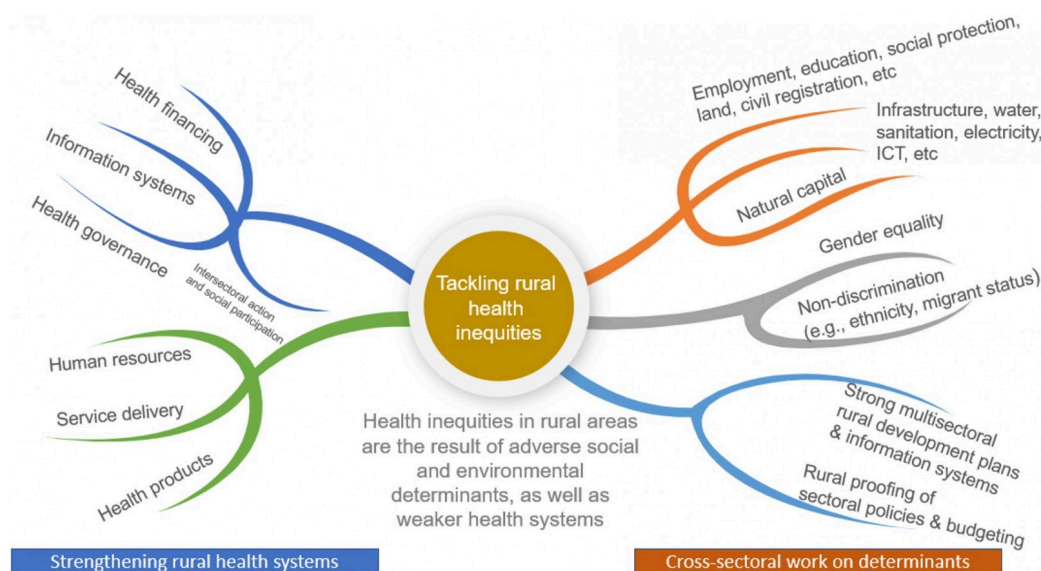 Health financing
Information systems
Health governance
Intersectoral action
and social participation
Human resources
Service delivery
Health products
Tackling rural
health
inequities
Health inequities in rural areas
are the result of adverse social
and environmental
determinants, as well as
weaker health systems
Employment, education, social protection,
land, civil registration, etc
Infrastructure, water,
sanitation, electricity,
ICT, etc
Natural capital
Gender equality
Non-discrimination
(e.g., ethnicity, migrant status)
Strong multisectoral
rural development plans
& information systems
Rural proofing of
sectoral policies & budgeting
Strengthening rural health systems
Cross-sectoral work on determinants